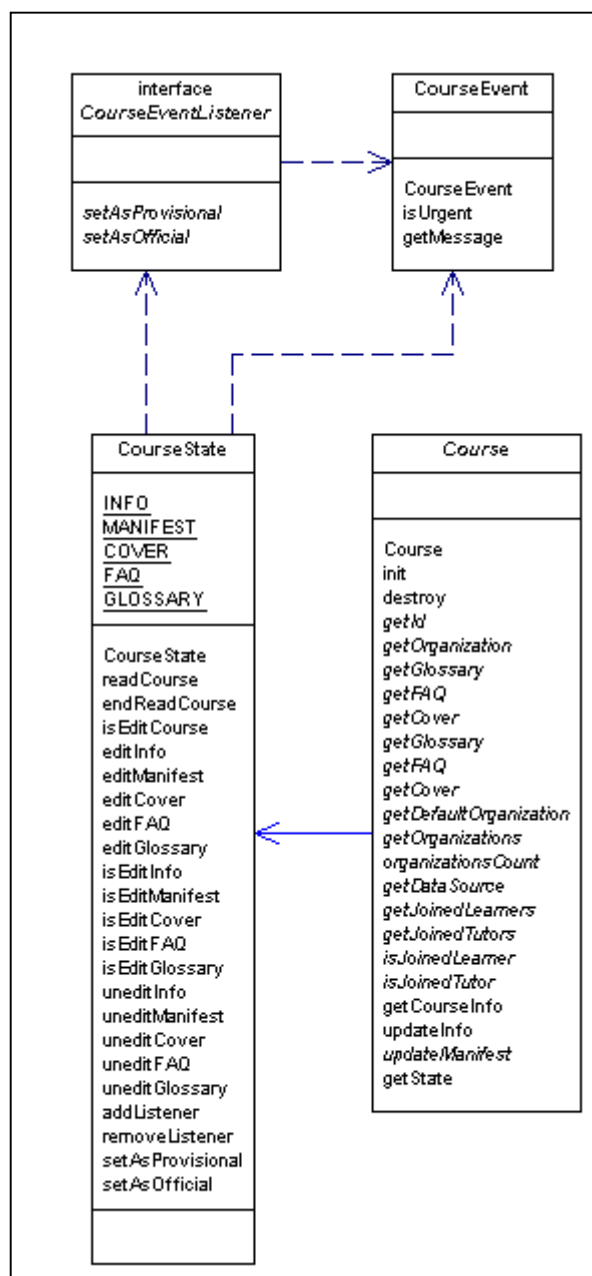 interface
CourseEventListener
setAsProvisional
setAsOfficial
CourseEvent
CourseEvent
isUrgent
getMessage
CourseState
INFO
MANIFEST
COVER
FAQ
GLOSSARY
CourseState
readCourse
endReadCourse
isEditCourse
editInfo
editManifest
editCover
editFAQ
editGlossary
isEditInfo
isEditManifest
isEditCover
isEditFAQ
isEditGlossary
uneditInfo
uneditManifest
uneditCover
uneditFAQ
uneditGlossary
addListener
removeListener
setAsProvisional
setAsOfficial
Course
Course
init
destroy
getId
getOrganization
getGlossary
getFAQ
getCover
getGlossary
getFAQ
getCover
getDefaultOrganization
getOrganizations
organizationsCount
getDataSource
getJoinedLearners
getJoinedTutors
isJoinedLearner
isJoinedTutor
getCourseInfo
updateInfo
updateManifest
getState